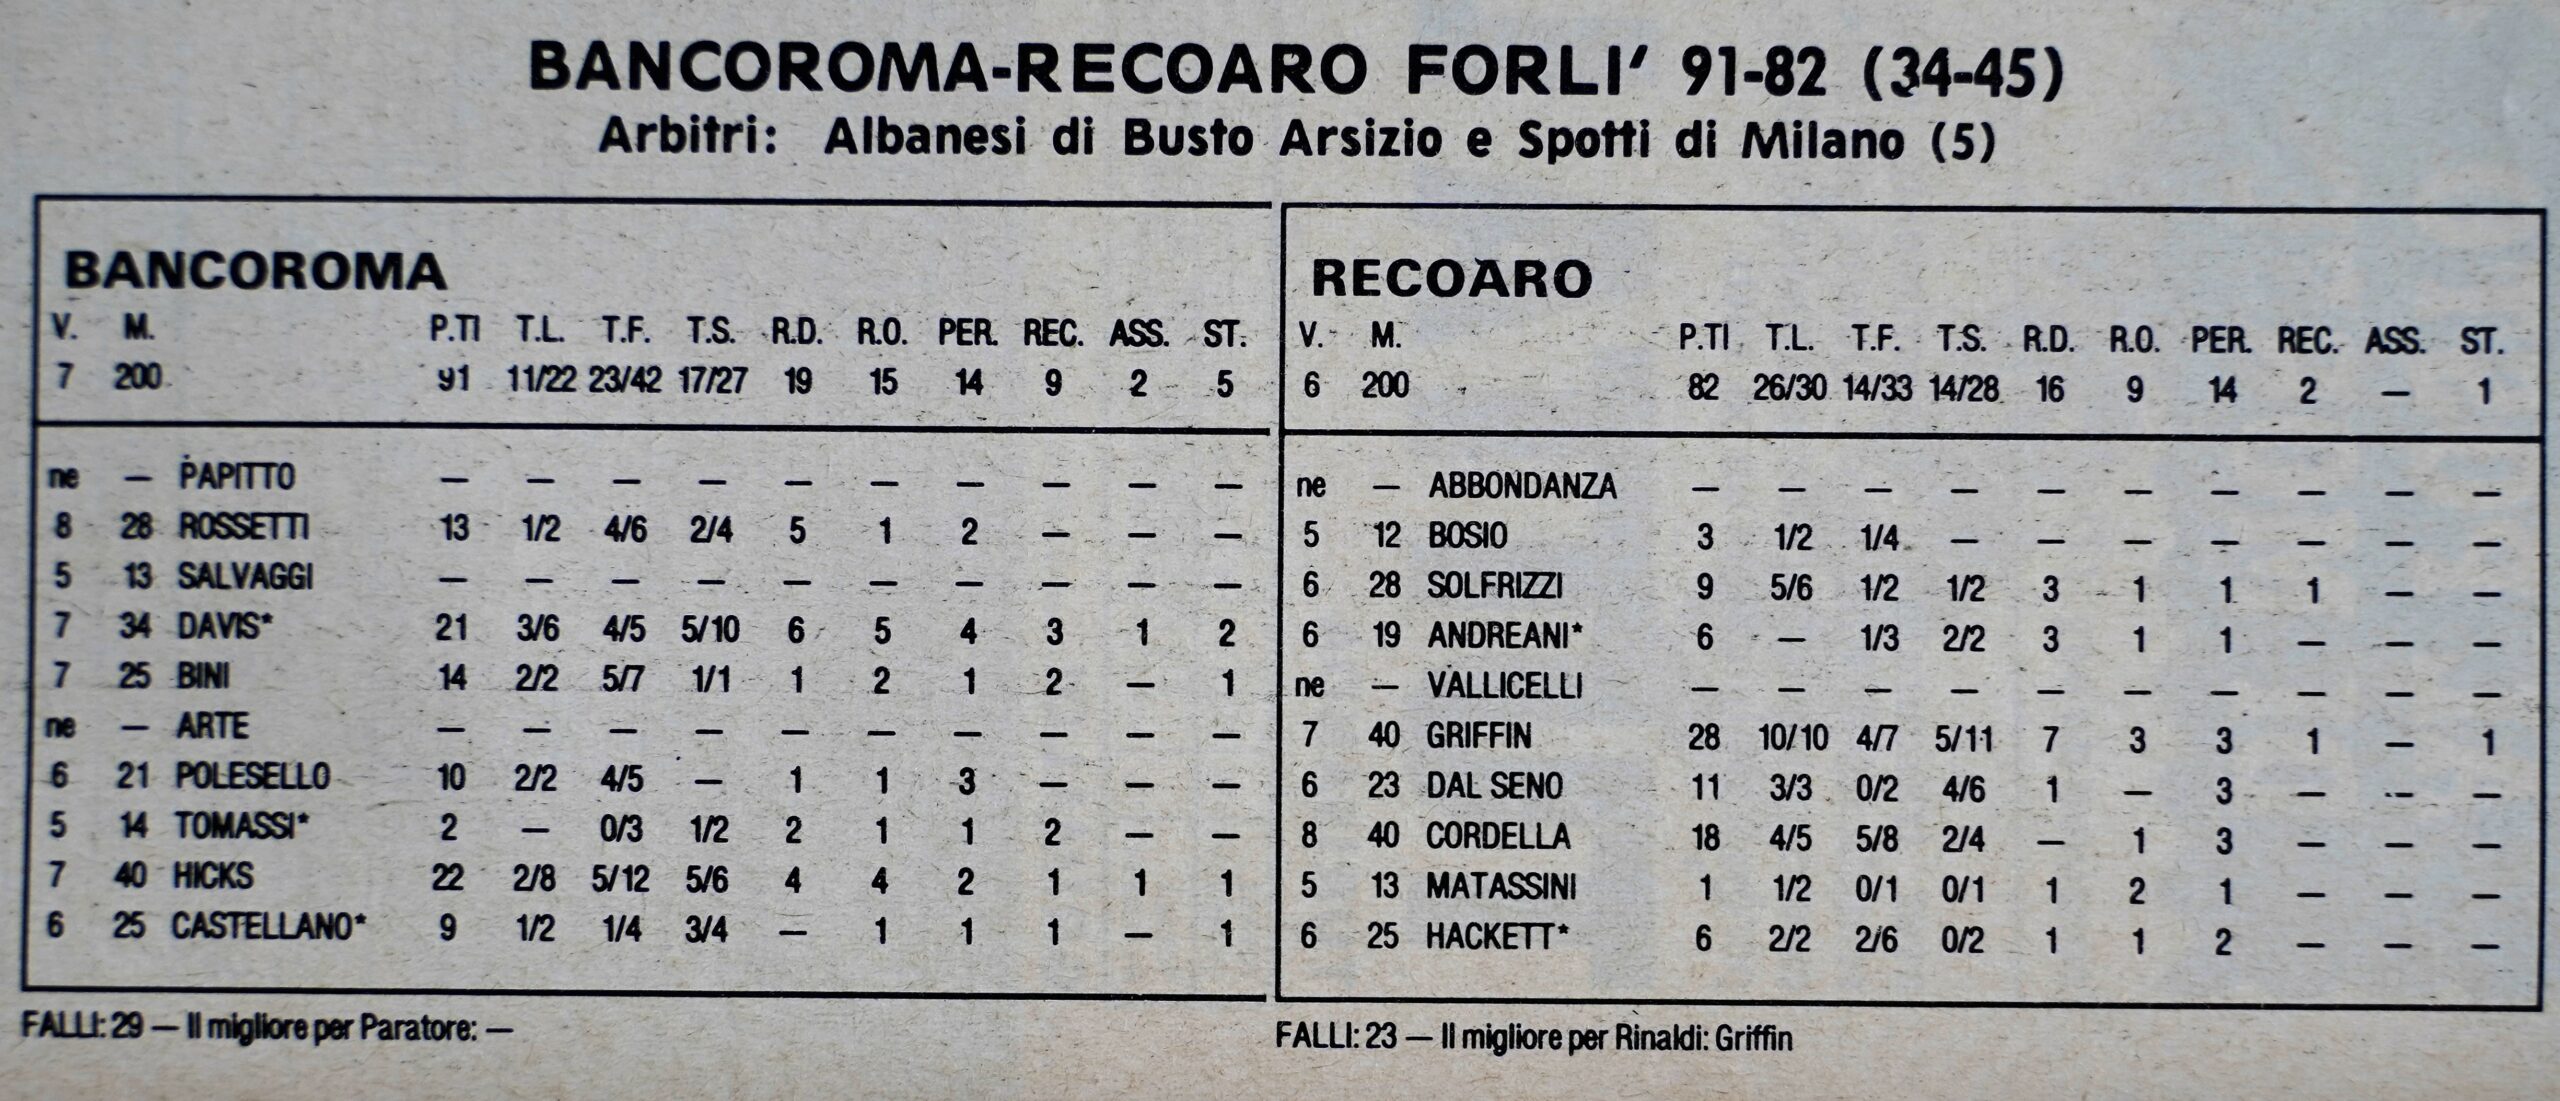 BANCOROMA-RECOARO FORLI' 91-82 (34-45)
Arbitri: Albanesi di Busto Arsizio e Spotti di Milano (5)
BANCOROMA
V. M. P.TI T.L. T.F. T.S. R.D. R.O. PER. REC. ASS. ST.
7 200 91 11/22 23/42 17/27 19 15 14 9 2 5
ne — PAPITTO — — — — — — — — — —
8 28 ROSSETTI 13 1/2 4/6 2/4 5 1 2 — — —
5 13 SALVAGGI — — — — — — — — — —
7 34 DAVIS* 21 3/6 4/5 5/10 6 5 4 3 1 2
7 25 BINI 14 2/2 5/7 1/1 1 2 1 2 — 1
ne — ARTE — — — — — — — — — —
6 21 POLESELLO 10 2/2 4/5 — 1 1 3 — — —
5 14 TOMASSI* 2 — 0/3 1/2 2 1 1 2 — —
7 40 HICKS 22 2/8 5/12 5/6 4 4 2 1 1 1
6 25 CASTELLANO* 9 1/2 1/4 3/4 — 1 1 1 — 1
FALLI: 29 — Il migliore per Paratore: —
RECOARO
V. M. P.TI T.L. T.F. T.S. R.D. R.O. PER. REC. ASS. ST.
6 200 82 26/30 14/33 14/28 16 9 14 2 — 1
ne — ABBONDANZA — — — — — — — — — —
5 12 BOSIO 3 1/2 1/4 — — — — — — —
6 28 SOLFRIZZI 9 5/6 1/2 1/2 3 1 1 1 — —
6 19 ANDREANI* 6 — 1/3 2/2 3 1 1 — — —
ne — VALLICELLI — — — — — — — — — —
7 40 GRIFFIN 28 10/10 4/7 5/11 7 3 3 1 — 1
6 23 DAL SENO 11 3/3 0/2 4/6 1 — 3 — — —
8 40 CORDELLA 18 4/5 5/8 2/4 — 1 3 — — —
5 13 MATASSINI 1 1/2 0/1 0/1 1 2 1 — — —
6 25 HACKETT* 6 2/2 2/6 0/2 1 1 2 — — —
FALLI: 23 — Il migliore per Rinaldi: Griffin